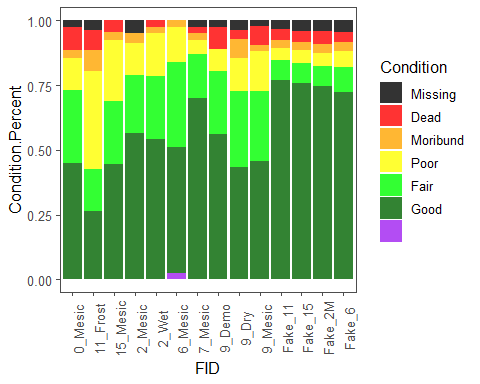 1.00
0.75
0.50
0.25
0.00
Condition.Percent
0_Mesic
11_Frost
15_Mesic
2_Mesic
2_Wet
6_Mesic
7_Mesic
9_Demo
9_Dry
9_Mesic
Fake_11
Fake_15
Fake_2M
Fake_6
FID
Condition
Missing
Dead
Moribund
Poor
Fair
Good